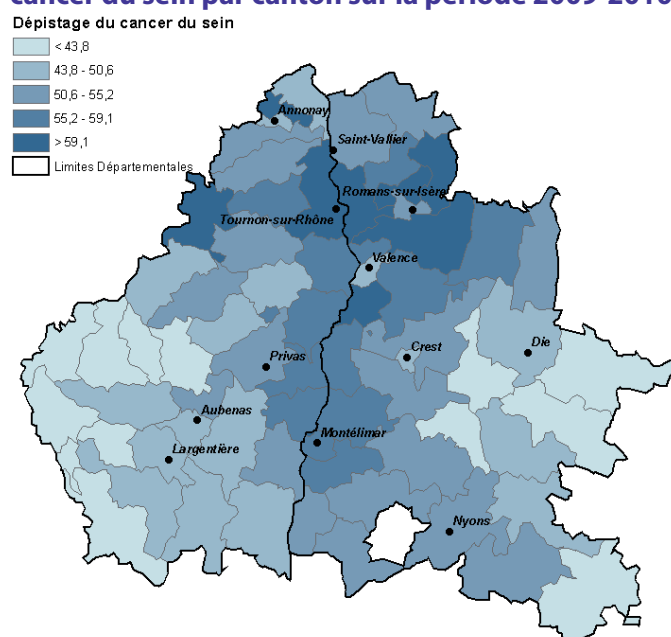 cancer du sein par canton sur la période 2009-2010
Dépistage du cancer du sein
< 43,8
43,8 - 50,6
50,6 - 55,2
55,2 - 59,1
> 59,1
Limites Départementales
Annonay
Saint-Vallier
Romans-sur-Isère
Tournon-sur-Rhône
Valence
Crest
Die
Privas
Aubenas
Montélimar
Largentière
Nyons